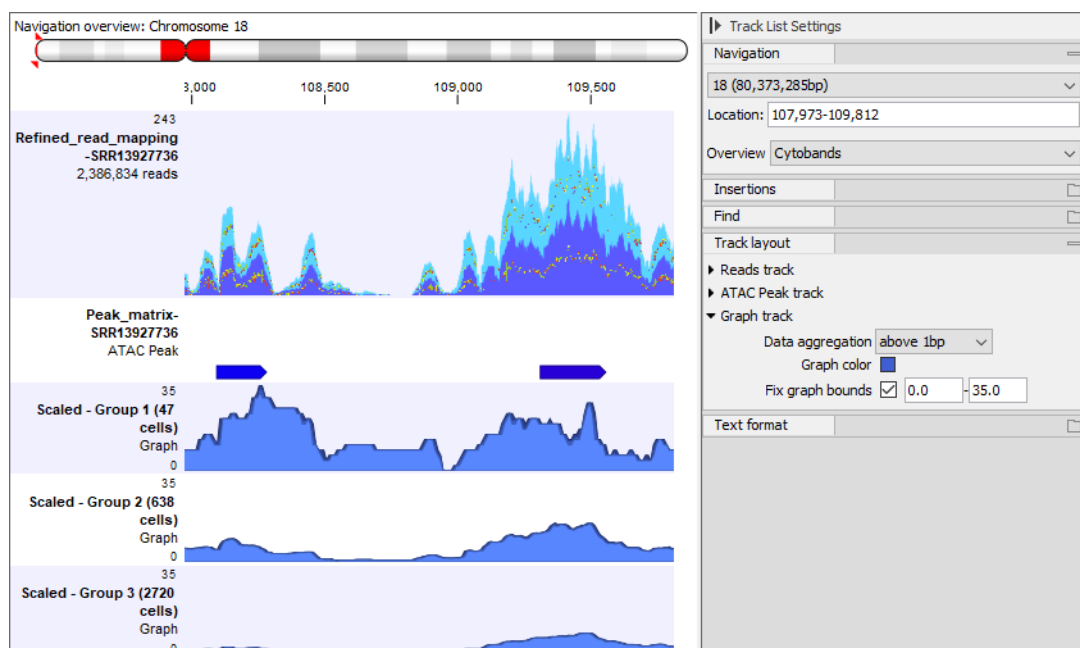 Navigation overview: Chromosome 18
3,000 108,500 109,000 109,500
243
Refined_read_mapping
-SRR13927736
2,386,834 reads
Peak_matrix-
SRR13927736
ATAC Peak
35
Scaled - Group 1 (47
cells)
Graph
0
35
Scaled - Group 2 (638
cells)
Graph
0
35
Scaled - Group 3 (2720
cells)
Graph
0
Track List Settings
Navigation
18 (80,373,285bp)
Location: 107,973-109,812
Overview Cytobands
Insertions
Find
Track layout
Reads track
ATAC Peak track
Graph track
Data aggregation above 1bp
Graph color
Fix graph bounds 0.0 - 35.0
Text format